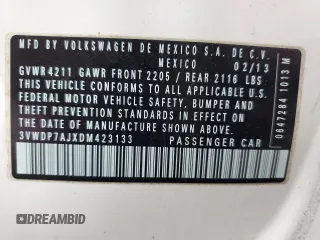 MFD BY VOLKSWAGEN DE MEXICO S.A. DE C.V.
MEXICO 02/13
GVWR 4211 GAWR FRONT 2205 / REAR 2116 LBS
THIS VEHICLE CONFORMS TO ALL APPLICABLE U.S.
FEDERAL MOTOR VEHICLE SAFETY, BUMPER AND
THEFT PREVENTION STANDARDS IN EFFECT ON
THE DATE OF MANUFACTURE SHOWN ABOVE
3VWDP7AJXDM423133 PASSENGER CAR
0647284 1013 M
DREAMBID